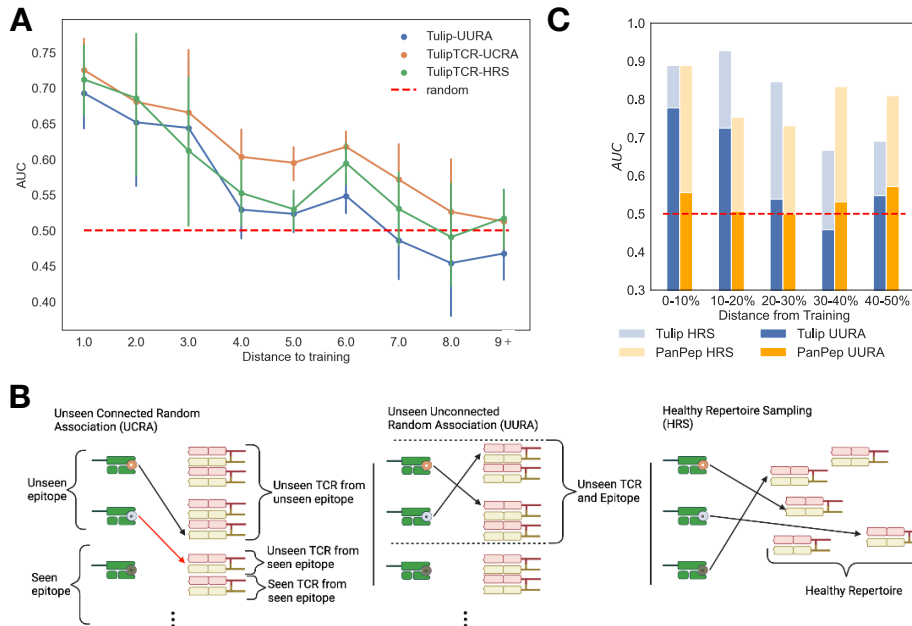 A
AUC
0.75
0.70
0.65
0.60
0.55
0.50
0.45
0.40
Tulip-UURA
TulipTCR-UCRA
TulipTCR-HRS
random
1.0 2.0 3.0 4.0 5.0 6.0 7.0 8.0 9+
Distance to training
C
AUC
1.0
0.9
0.8
0.7
0.6
0.5
0.4
0.3
0-10% 10-20% 20-30% 30-40% 40-50%
Distance from Training
Tulip HRS Tulip UURA
PanPep HRS PanPep UURA
B
Unseen Connected Random
Association (UCRA)
Unseen
epitope
Seen
epitope
Unseen TCR from
unseen epitope
Unseen TCR from
seen epitope
Seen TCR from
seen epitope
Unseen Unconnected
Random Association (UURA)
Unseen TCR
and Epitope
Healthy Repertoire Sampling
(HRS)
Healthy Repertoire